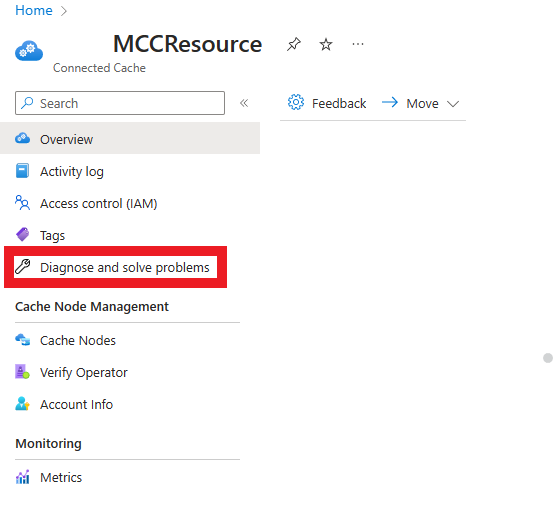 Home
MCCResource
Connected Cache
Search
Feedback
Move
Overview
Activity log
Access control (IAM)
Tags
Diagnose and solve problems
Cache Node Management
Cache Nodes
Verify Operator
Account Info
Monitoring
Metrics